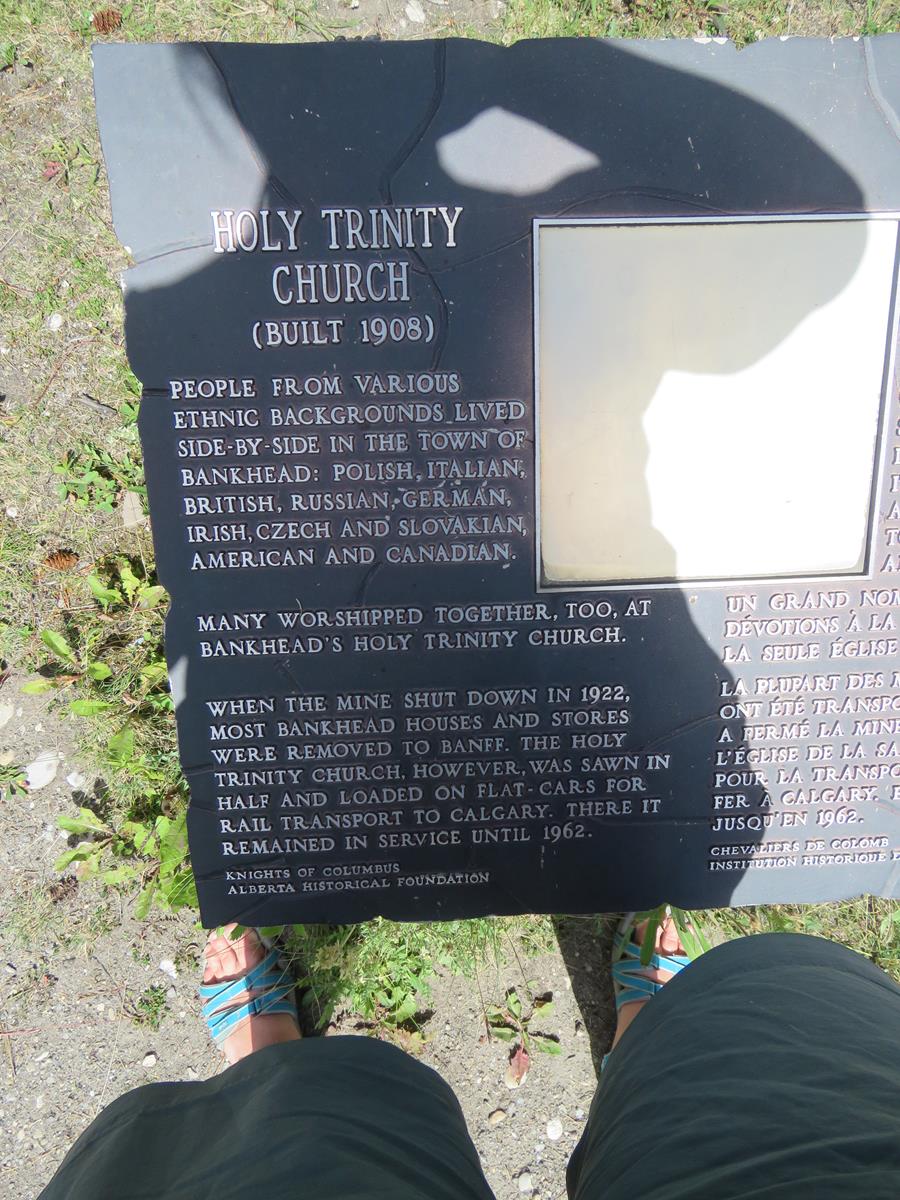 HOLY TRINITY
CHURCH
(BUILT 1908)
PEOPLE FROM VARIOUS
ETHNIC BACKGROUNDS LIVED
SIDE-BY-SIDE IN THE TOWN OF
BANKHEAD: POLISH, ITALIAN,
BRITISH, RUSSIAN, GERMAN,
IRISH, CZECH AND SLOVAKIAN,
AMERICAN AND CANADIAN.
MANY WORSHIPPED TOGETHER, TOO, AT
BANKHEAD'S HOLY TRINITY CHURCH.
WHEN THE MINE SHUT DOWN IN 1922,
MOST BANKHEAD HOUSES AND STORES
WERE REMOVED TO BANFF. THE HOLY
TRINITY CHURCH, HOWEVER, WAS SAWN IN
HALF AND LOADED ON FLAT-CARS FOR
RAIL TRANSPORT TO CALGARY. THERE IT
REMAINED IN SERVICE UNTIL 1962.
KNIGHTS OF COLUMBUS
ALBERTA HISTORICAL FOUNDATION
UN GRAND
DÉVOTIONS À LA
LA SEULE ÉGLISE
LA PLUPART DES
ONT ÉTÉ
A FERMÉ LA MINE
L'ÉGLISE DE LA
POUR LA
FER A CALGARY.
JUSQU'EN 1962.
CHEVALIERS DE COLOMB
INSTITUTION HISTORIQUE